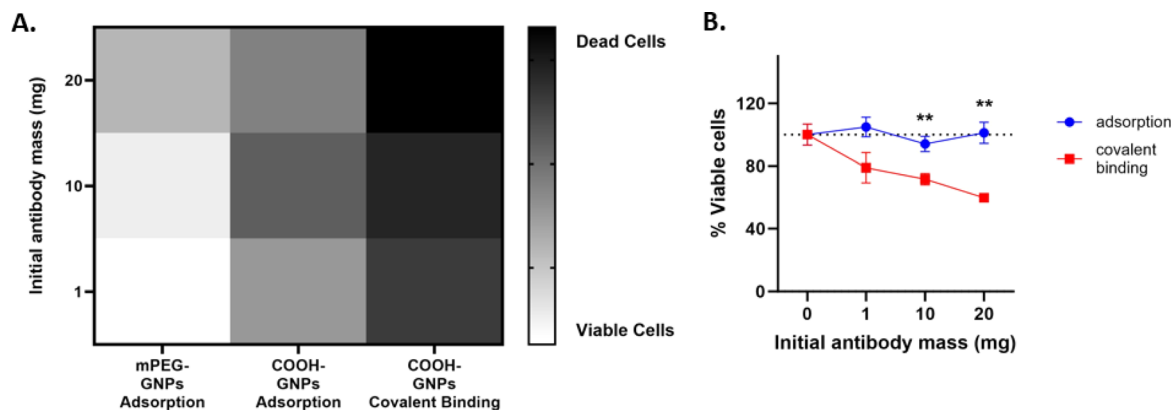 A.
Initial antibody mass (mg)
20
10
1
mPEG-
GNPs
Adsorption
COOH-
GNPs
Adsorption
COOH-
GNPs
Covalent Binding
Dead Cells
Viable Cells
B.
% Viable cells
120
80
40
0
**
**
0 1 10 20
Initial antibody mass (mg)
adsorption
covalent
binding